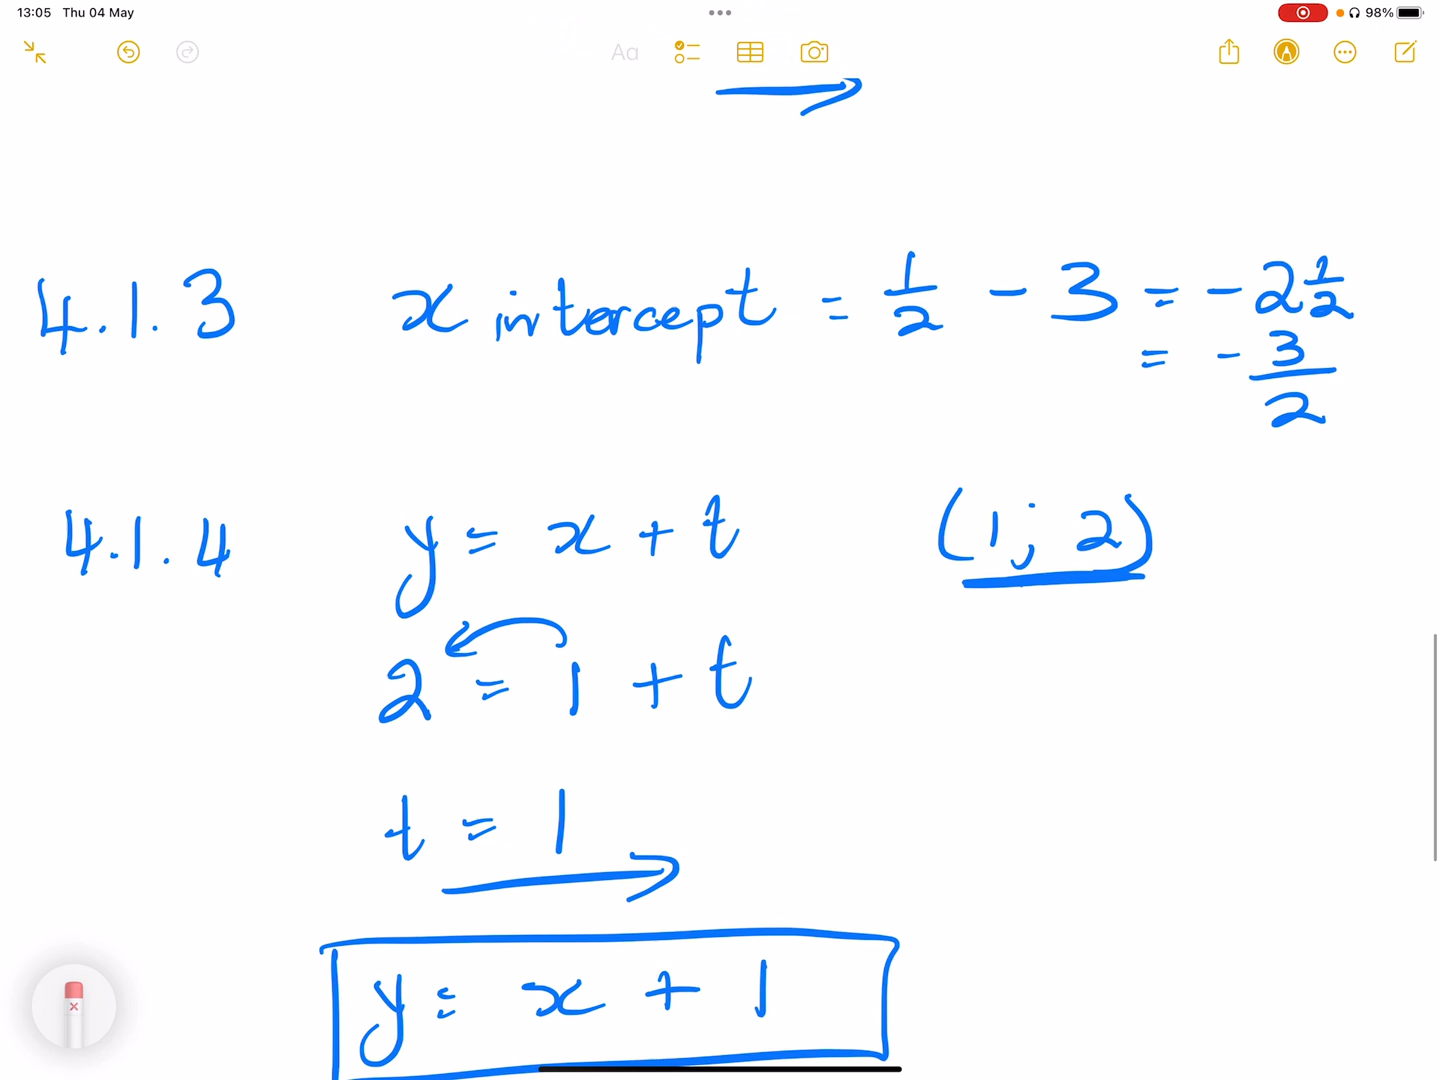 13:05 Thu 04 May
98%
Aa
4.1.3 x intercept = 1/2 - 3 = - 2 1/2
= - 3/2
4.1.4 y = x + t (1; 2)
2 = 1 + t
t = 1
y = x + 1